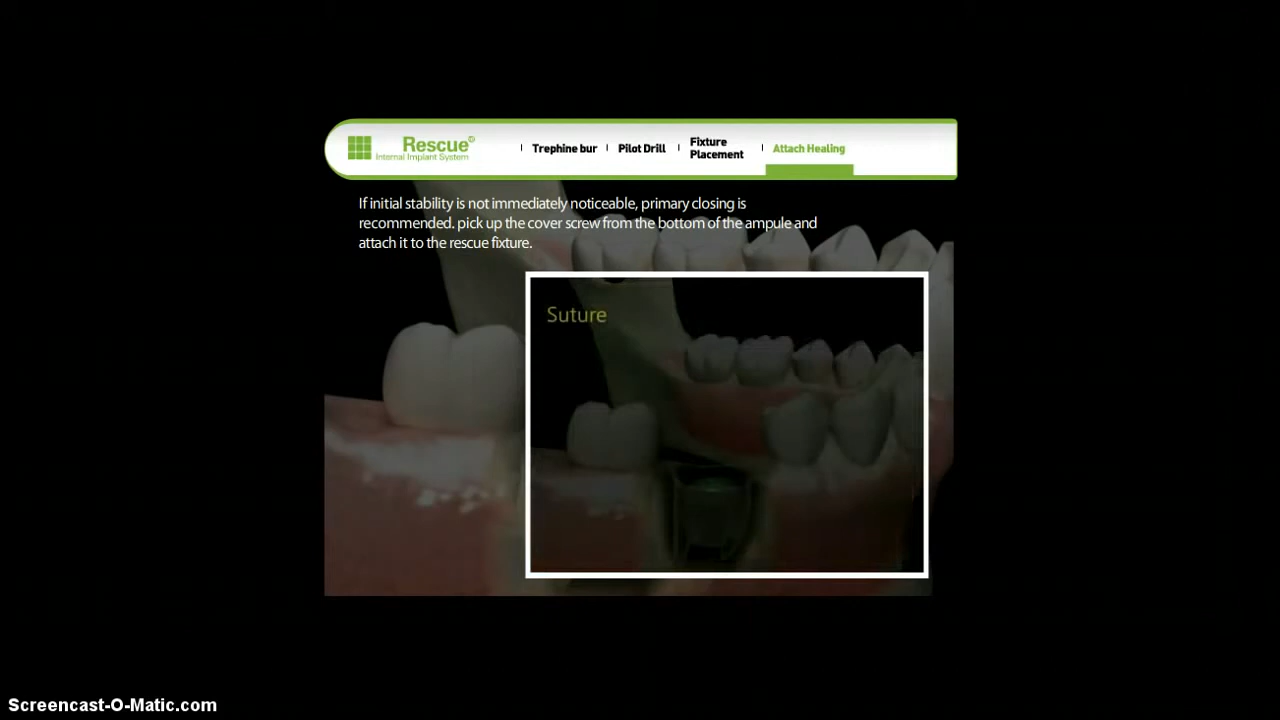 Rescue®
Internal Implant System
Trephine bur
Pilot Drill
Fixture
Placement
Attach Healing
If initial stability is not immediately noticeable, primary closing is
recommended. pick up the cover screw from the bottom of the ampule and
attach it to the rescue fixture.
Suture
Screencast-O-Matic.com